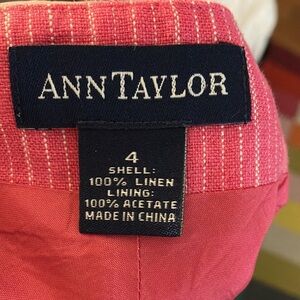 ANNTAYLOR
4
SHELL:
100% LINEN
LINING:
100% ACETATE
MADE IN CHINA